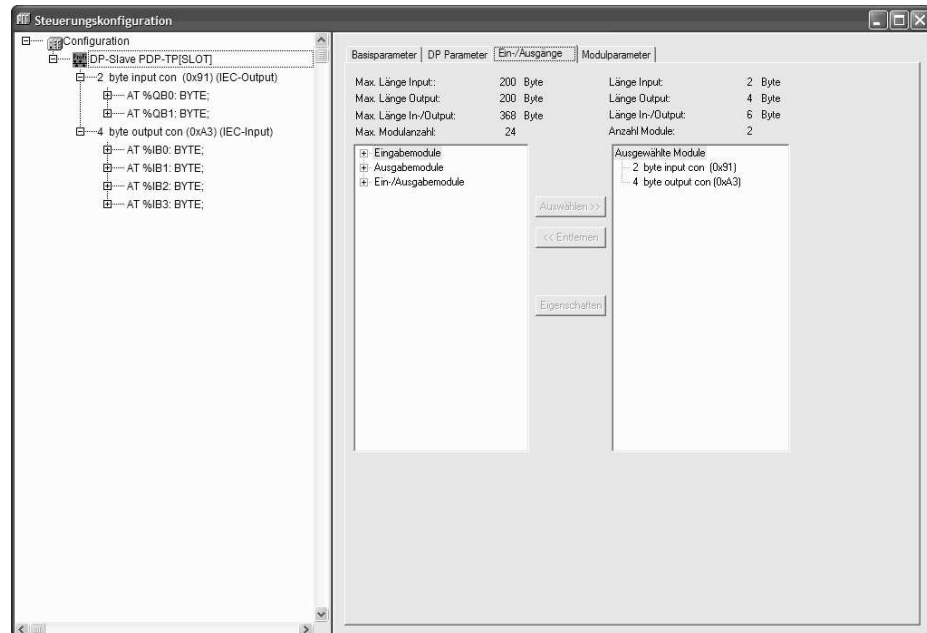 Steuerungskonfiguration
Configuration
DP-Slave PDP-TP[SLOT]
2 byte input con (0x91) (IEC-Output)
AT %QB0: BYTE;
AT %QB1: BYTE;
4 byte output con (0xA3) (IEC-Input)
AT %IB0: BYTE;
AT %IB1: BYTE;
AT %IB2: BYTE;
AT %IB3: BYTE;
Basisparameter DP Parameter Ein-/Ausgänge Modulparameter
Max. Länge Input:: 200 Byte Länge Input: 2 Byte
Max. Länge Output: 200 Byte Länge Output: 4 Byte
Max. Länge In-/Output: 368 Byte Länge In-/Output: 6 Byte
Max. Modulanzahl: 24 Anzahl Module: 2
Eingabemodule
Ausgabemodule
Ein-/Ausgabemodule
Auswählen >>
<< Entfernen
Eigenschaften
Ausgewählte Module
2 byte input con (0x91)
4 byte output con (0xA3)